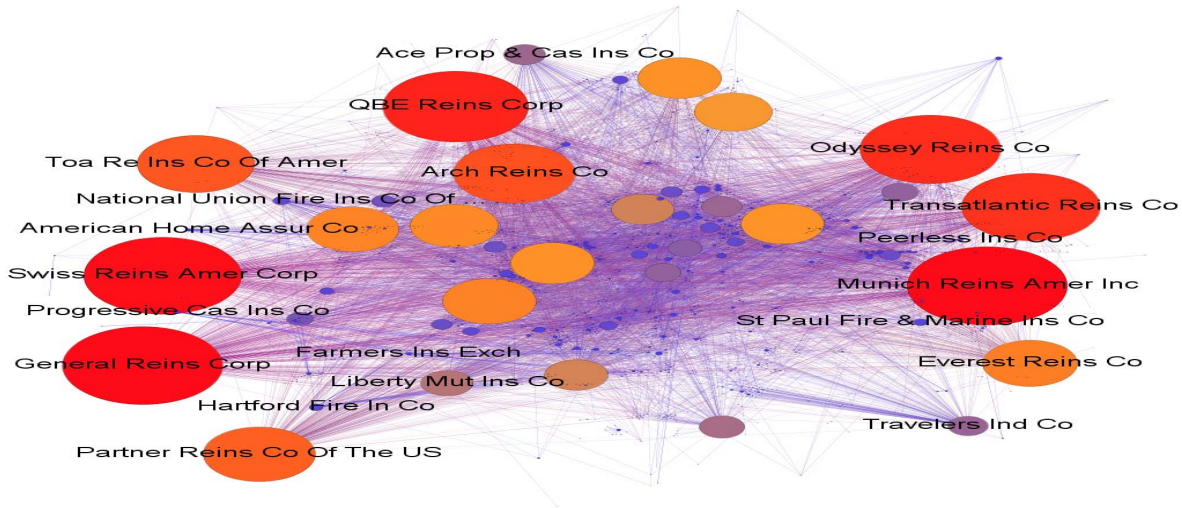 Ace Prop & Cas Ins Co
QBE Reins Corp
Odyssey Reins Co
Toa Re Ins Co Of Amer
Arch Reins Co
National Union Fire Ins Co Of ...
Transatlantic Reins Co
American Home Assur Co
Peerless Ins Co
Swiss Reins Amer Corp
Munich Reins Amer Inc
Progressive Cas Ins Co
St Paul Fire & Marine Ins Co
Farmers Ins Exch
General Reins Corp
Everest Reins Co
Liberty Mut Ins Co
Hartford Fire In Co
Travelers Ind Co
Partner Reins Co Of The US